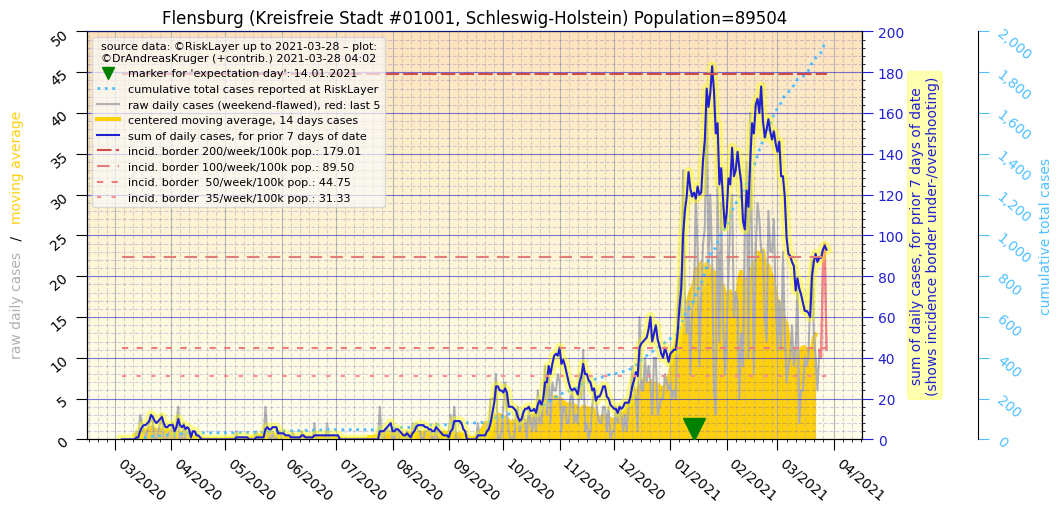 Flensburg (Kreisfreie Stadt #01001, Schleswig-Holstein) Population=89504
source data: ©RiskLayer up to 2021-03-28 – plot:
©DrAndreasKruger (+contrib.) 2021-03-28 04:02
marker for 'expectation day': 14.01.2021
cumulative total cases reported at RiskLayer
raw daily cases (weekend-flawed), red: last 5
centered moving average, 14 days cases
sum of daily cases, for prior 7 days of date
incid. border 200/week/100k pop.: 179.01
incid. border 100/week/100k pop.: 89.50
incid. border  50/week/100k pop.: 44.75
incid. border  35/week/100k pop.: 31.33
raw daily cases  /  moving average
50
45
40
35
30
25
20
15
10
5
0
03/2020
04/2020
05/2020
06/2020
07/2020
08/2020
09/2020
10/2020
11/2020
12/2020
01/2021
02/2021
03/2021
04/2021
200
180
160
140
120
100
80
60
40
20
0
sum of daily cases, for prior 7 days of date
(shows incidence border under-/overshooting)
2,000
1,800
1,600
1,400
1,200
1,000
800
600
400
200
0
cumulative total cases